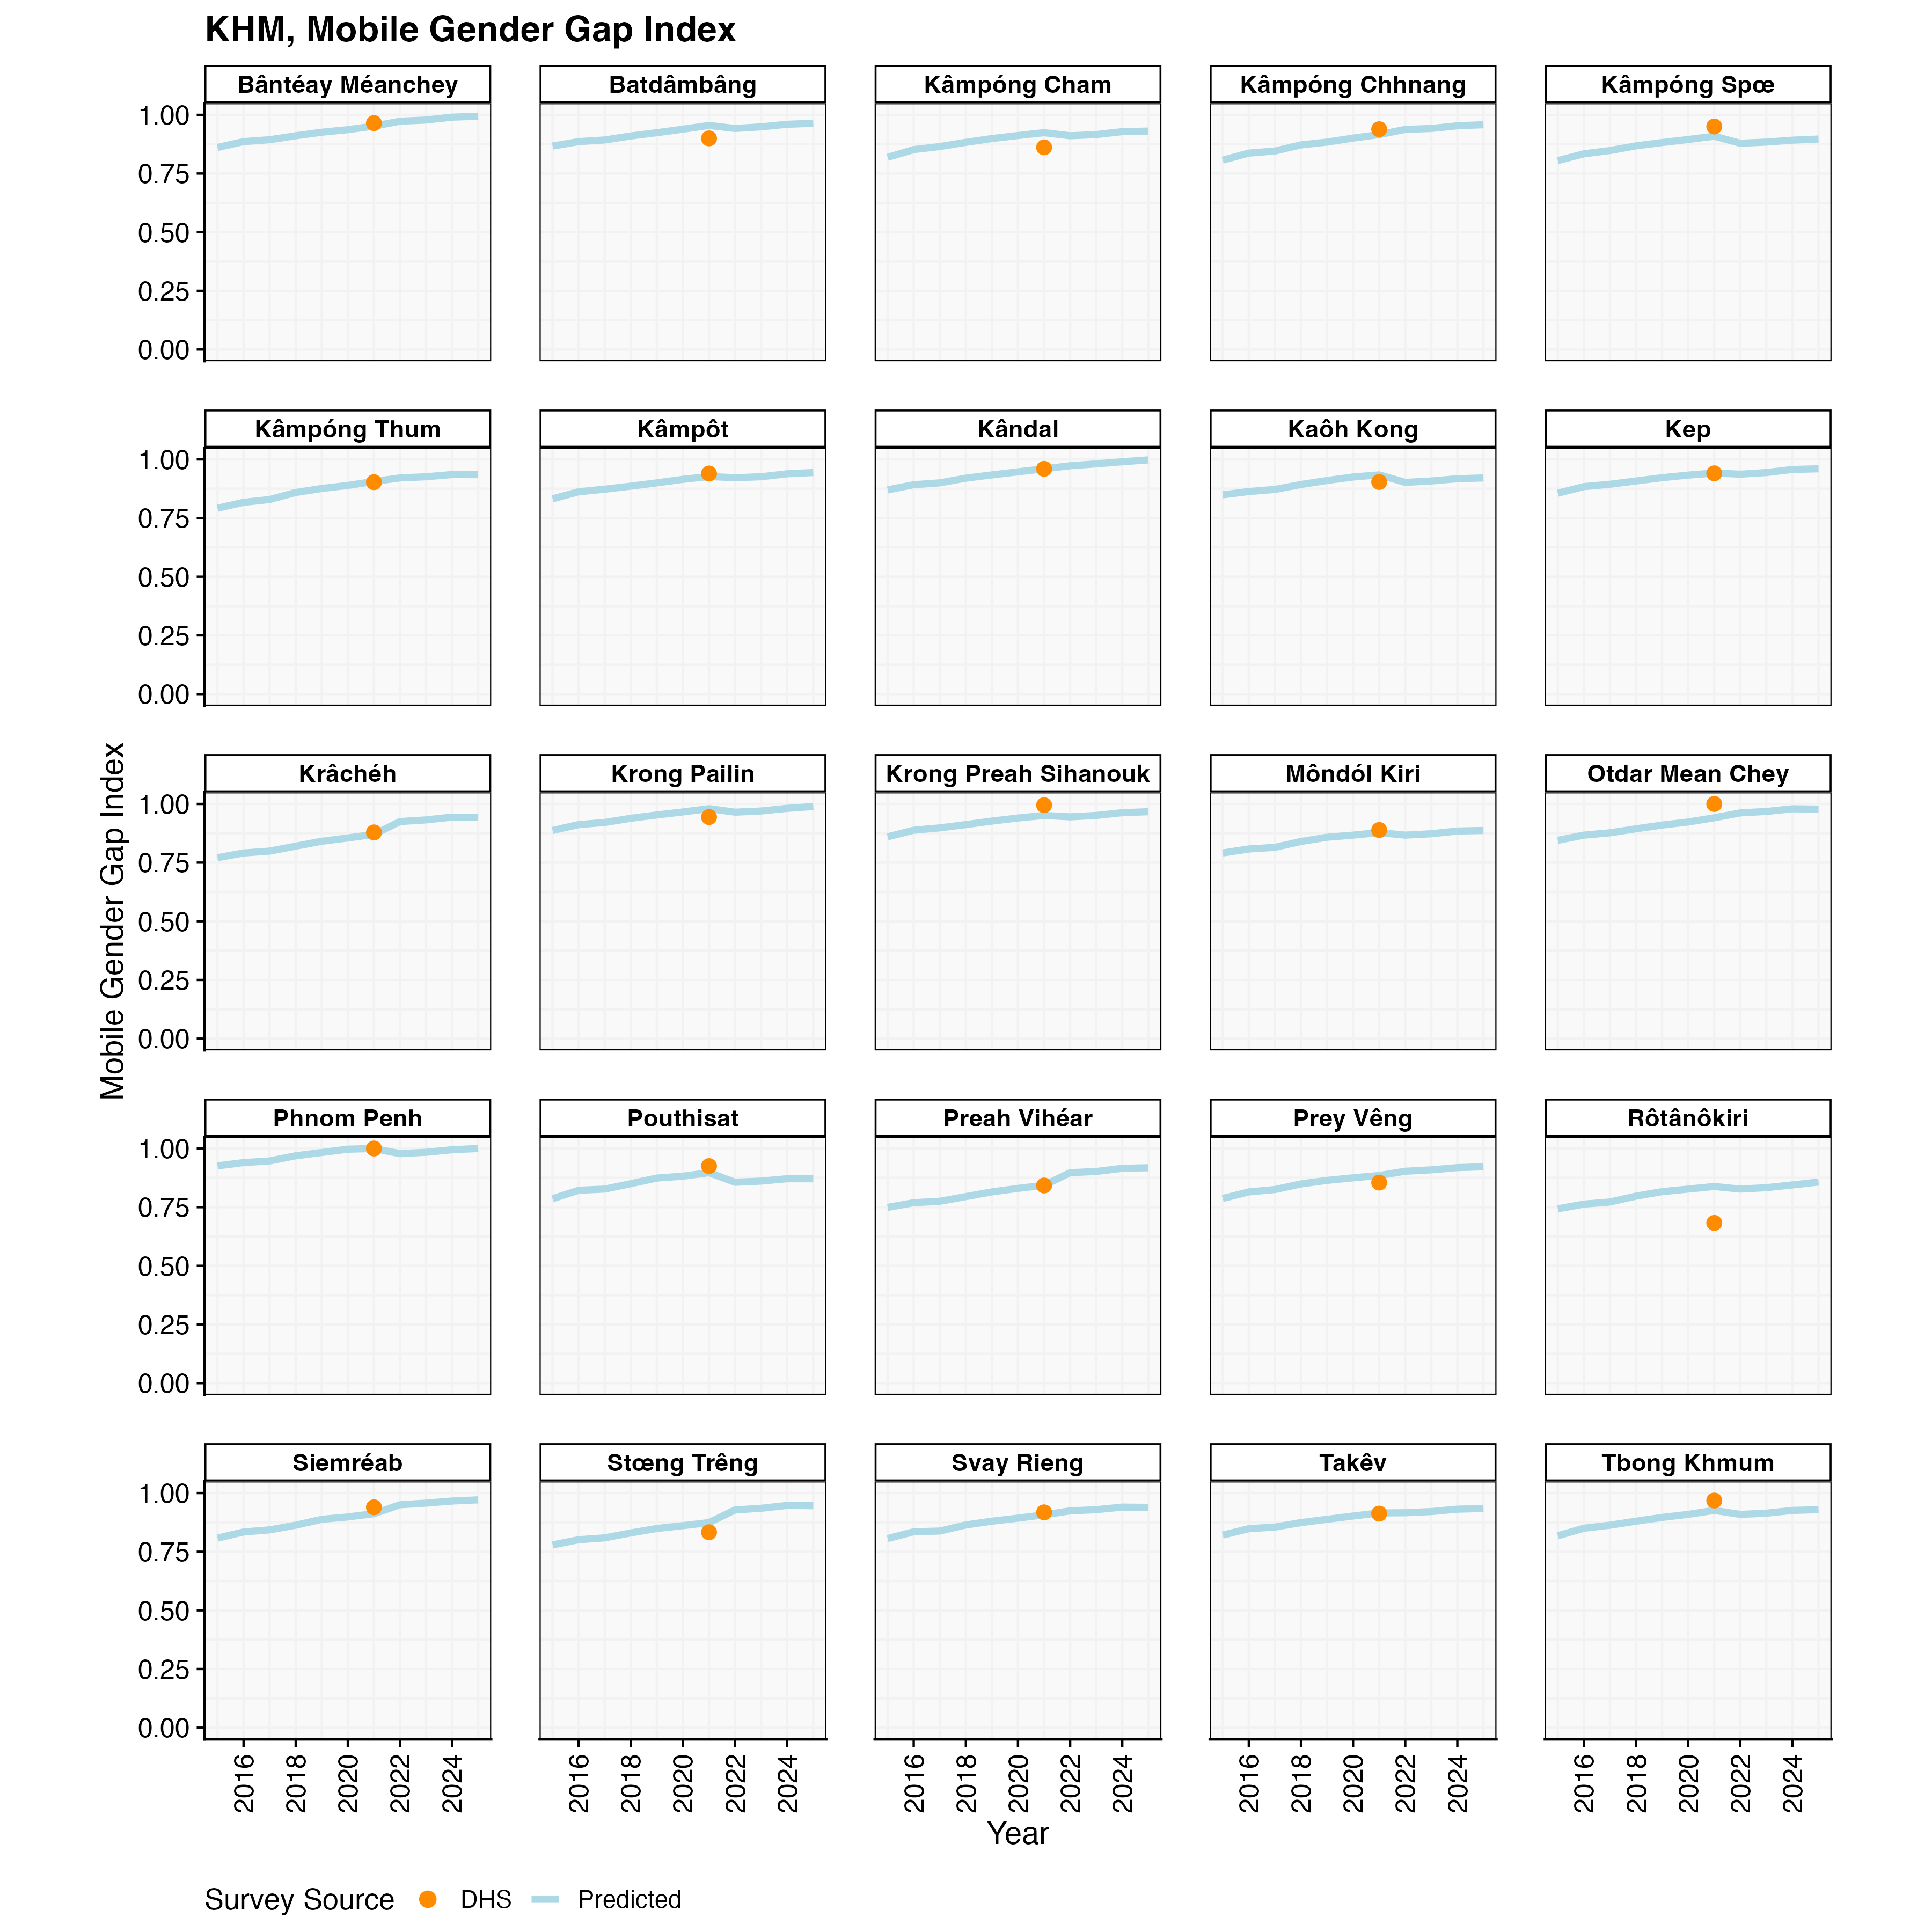 KHM, Mobile Gender Gap Index
Bântéay Méanchey
Batdâmbâng
Kâmpóng Cham
Kâmpóng Chhnang
Kâmpóng Spœ
1.00
0.75
0.50
0.25
0.00
Kâmpóng Thum
Kâmpôt
Kândal
Kaôh Kong
Kep
1.00
0.75
0.50
0.25
0.00
Mobile Gender Gap Index
Krâchéh
Krong Pailin
Krong Preah Sihanouk
Môndól Kiri
Otdar Mean Chey
1.00
0.75
0.50
0.25
0.00
Phnom Penh
Pouthisat
Preah Vihéar
Prey Vêng
Rôtânôkiri
1.00
0.75
0.50
0.25
0.00
Siemréab
Stœng Trêng
Svay Rieng
Takêv
Tbong Khmum
1.00
0.75
0.50
0.25
0.00
2016 2018 2020 2022 2024
2016 2018 2020 2022 2024
2016 2018 2020 2022 2024
2016 2018 2020 2022 2024
2016 2018 2020 2022 2024
Year
Survey Source DHS Predicted